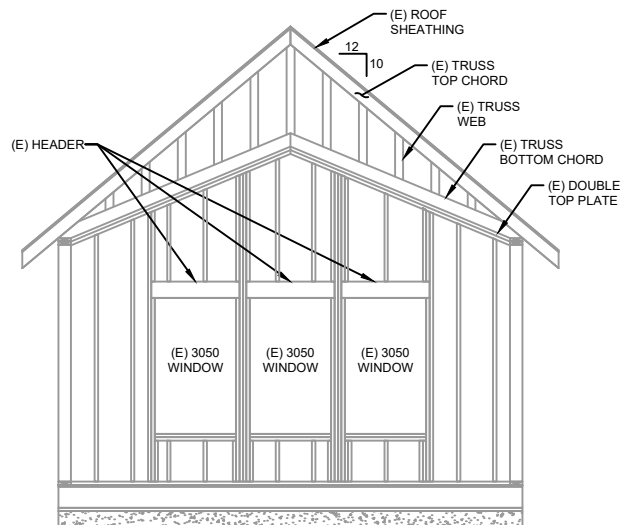 (E) ROOF
SHEATHING
12
10
(E) TRUSS
TOP CHORD
(E) TRUSS
WEB
(E) HEADER
(E) TRUSS
BOTTOM CHORD
(E) DOUBLE
TOP PLATE
(E) 3050
WINDOW
(E) 3050
WINDOW
(E) 3050
WINDOW